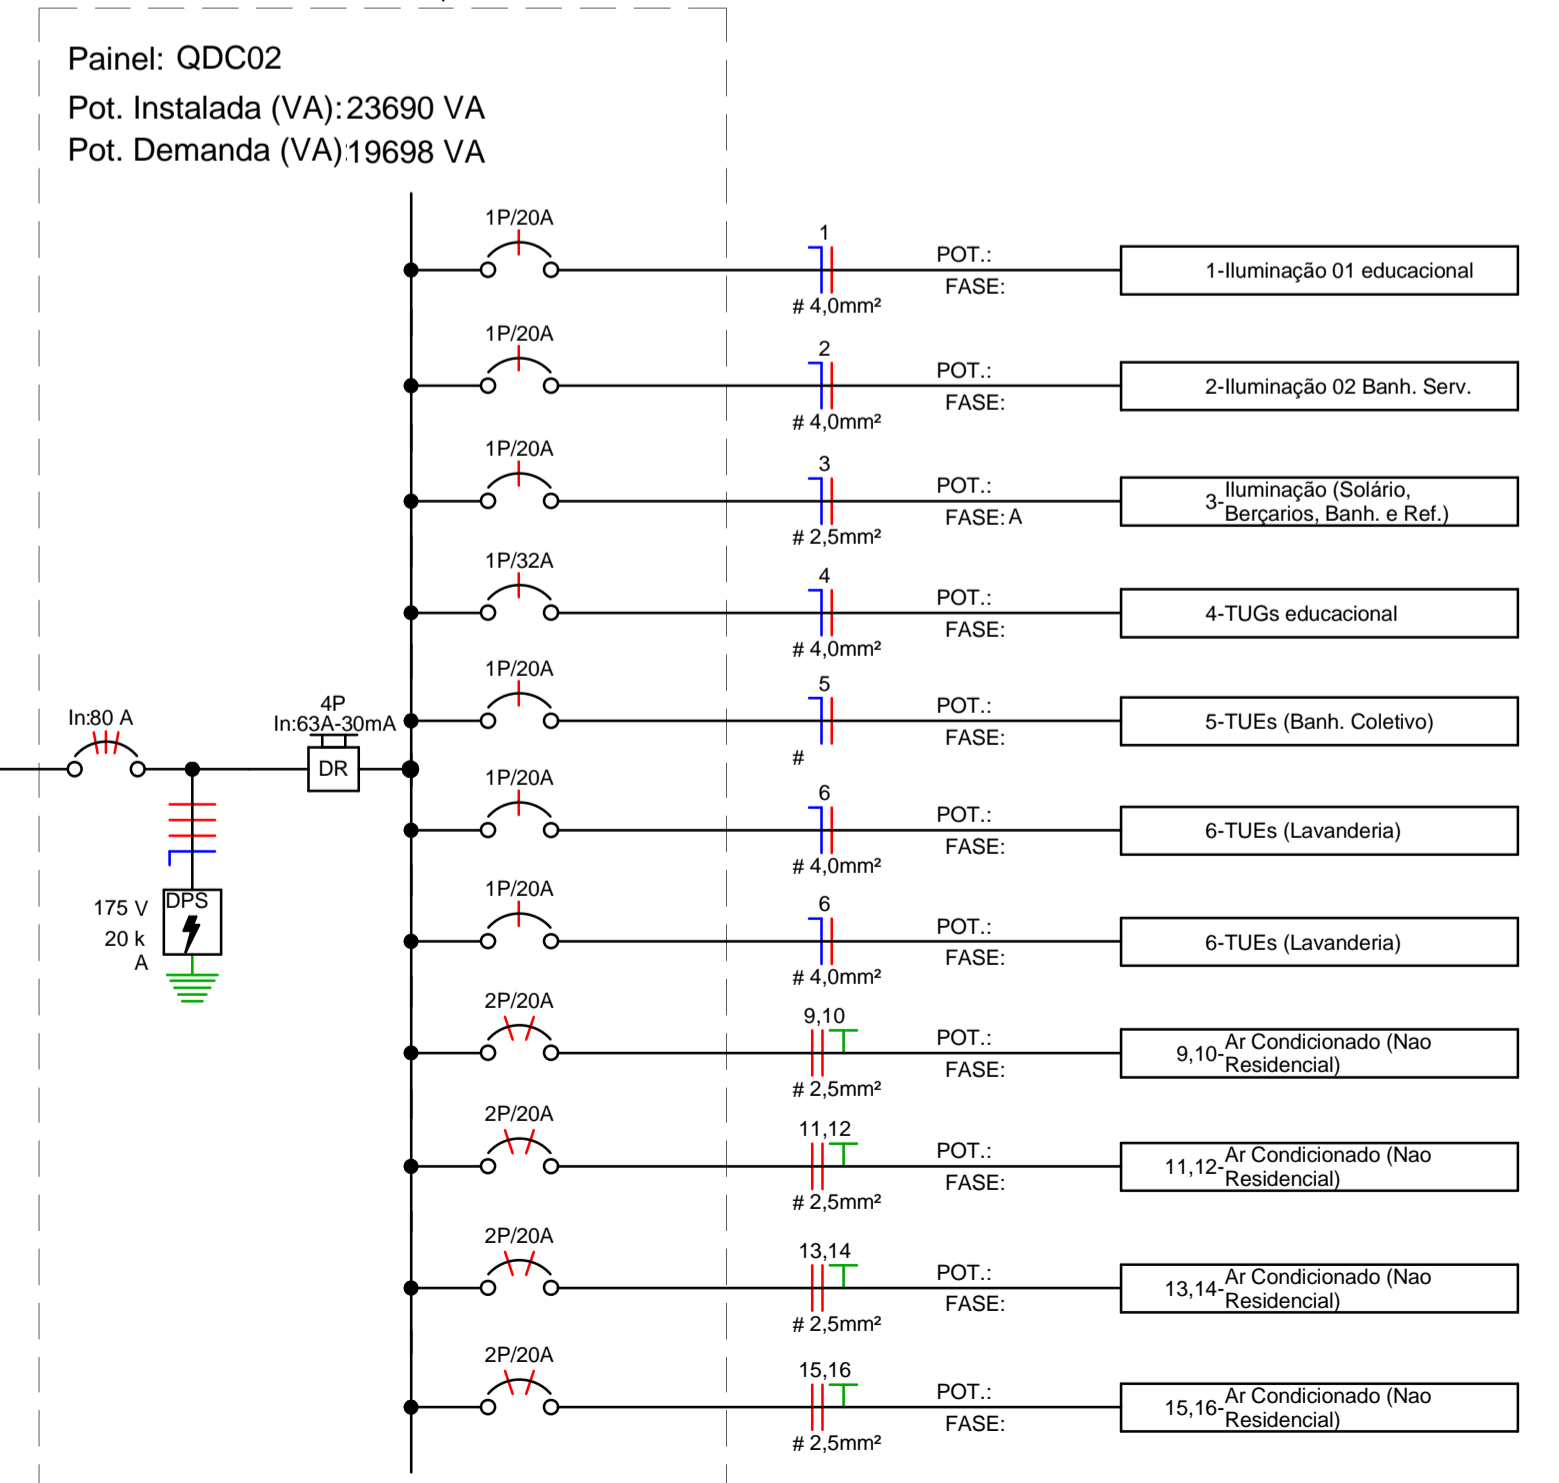 Painel: QDC02
Pot. Instalada (VA): 23690 VA
Pot. Demanda (VA): 19698 VA
1P/20A
1
# 4,0mm²
POT.:
FASE:
1-Iluminação 01 educacional
1P/20A
2
# 4,0mm²
POT.:
FASE:
2-Iluminação 02 Banh. Serv.
1P/20A
3
# 2,5mm²
POT.:
FASE: A
3-Iluminação (Solário,
Berçarios, Banh. e Ref.)
1P/32A
4
# 4,0mm²
POT.:
FASE:
4-TUGs educacional
1P/20A
5
#
POT.:
FASE:
5-TUEs (Banh. Coletivo)
In:80 A
4P
In:63A-30mA
DR
DPS
175 V
20 k
A
1P/20A
6
# 4,0mm²
POT.:
FASE:
6-TUEs (Lavanderia)
1P/20A
6
# 4,0mm²
POT.:
FASE:
6-TUEs (Lavanderia)
2P/20A
9,10
# 2,5mm²
POT.:
FASE:
9,10-Ar Condicionado (Nao
Residencial)
2P/20A
11,12
# 2,5mm²
POT.:
FASE:
11,12-Ar Condicionado (Nao
Residencial)
2P/20A
13,14
# 2,5mm²
POT.:
FASE:
13,14-Ar Condicionado (Nao
Residencial)
2P/20A
15,16
# 2,5mm²
POT.:
FASE:
15,16-Ar Condicionado (Nao
Residencial)